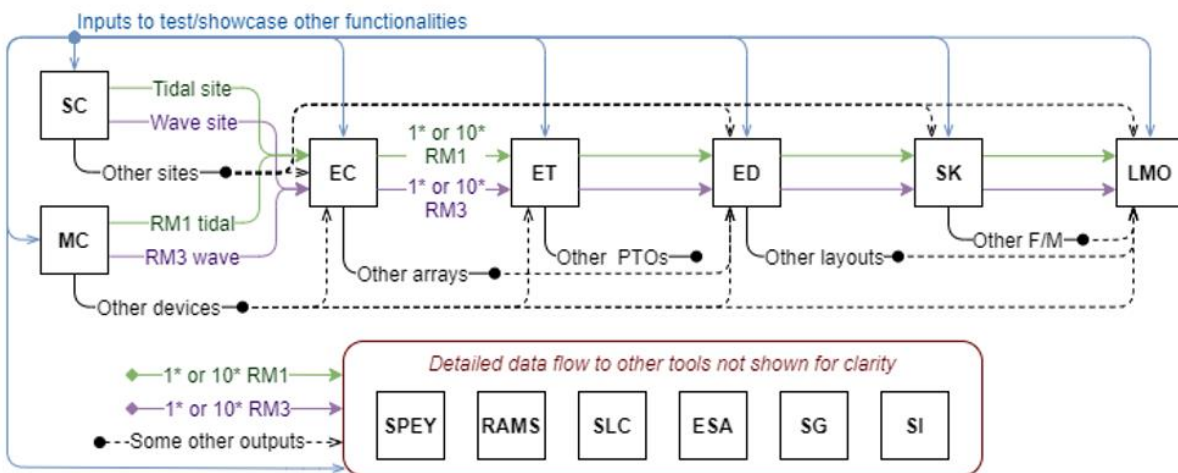 Inputs to test/showcase other functionalities
SC
Tidal site
Wave site
Other sites
MC
RM1 tidal
RM3 wave
Other devices
EC
1* or 10*
RM1
1* or 10*
RM3
Other arrays
ET
Other PTOs
ED
Other layouts
SK
Other F/M
LMO
1* or 10* RM1
1* or 10* RM3
Some other outputs
Detailed data flow to other tools not shown for clarity
SPEY
RAMS
SLC
ESA
SG
SI